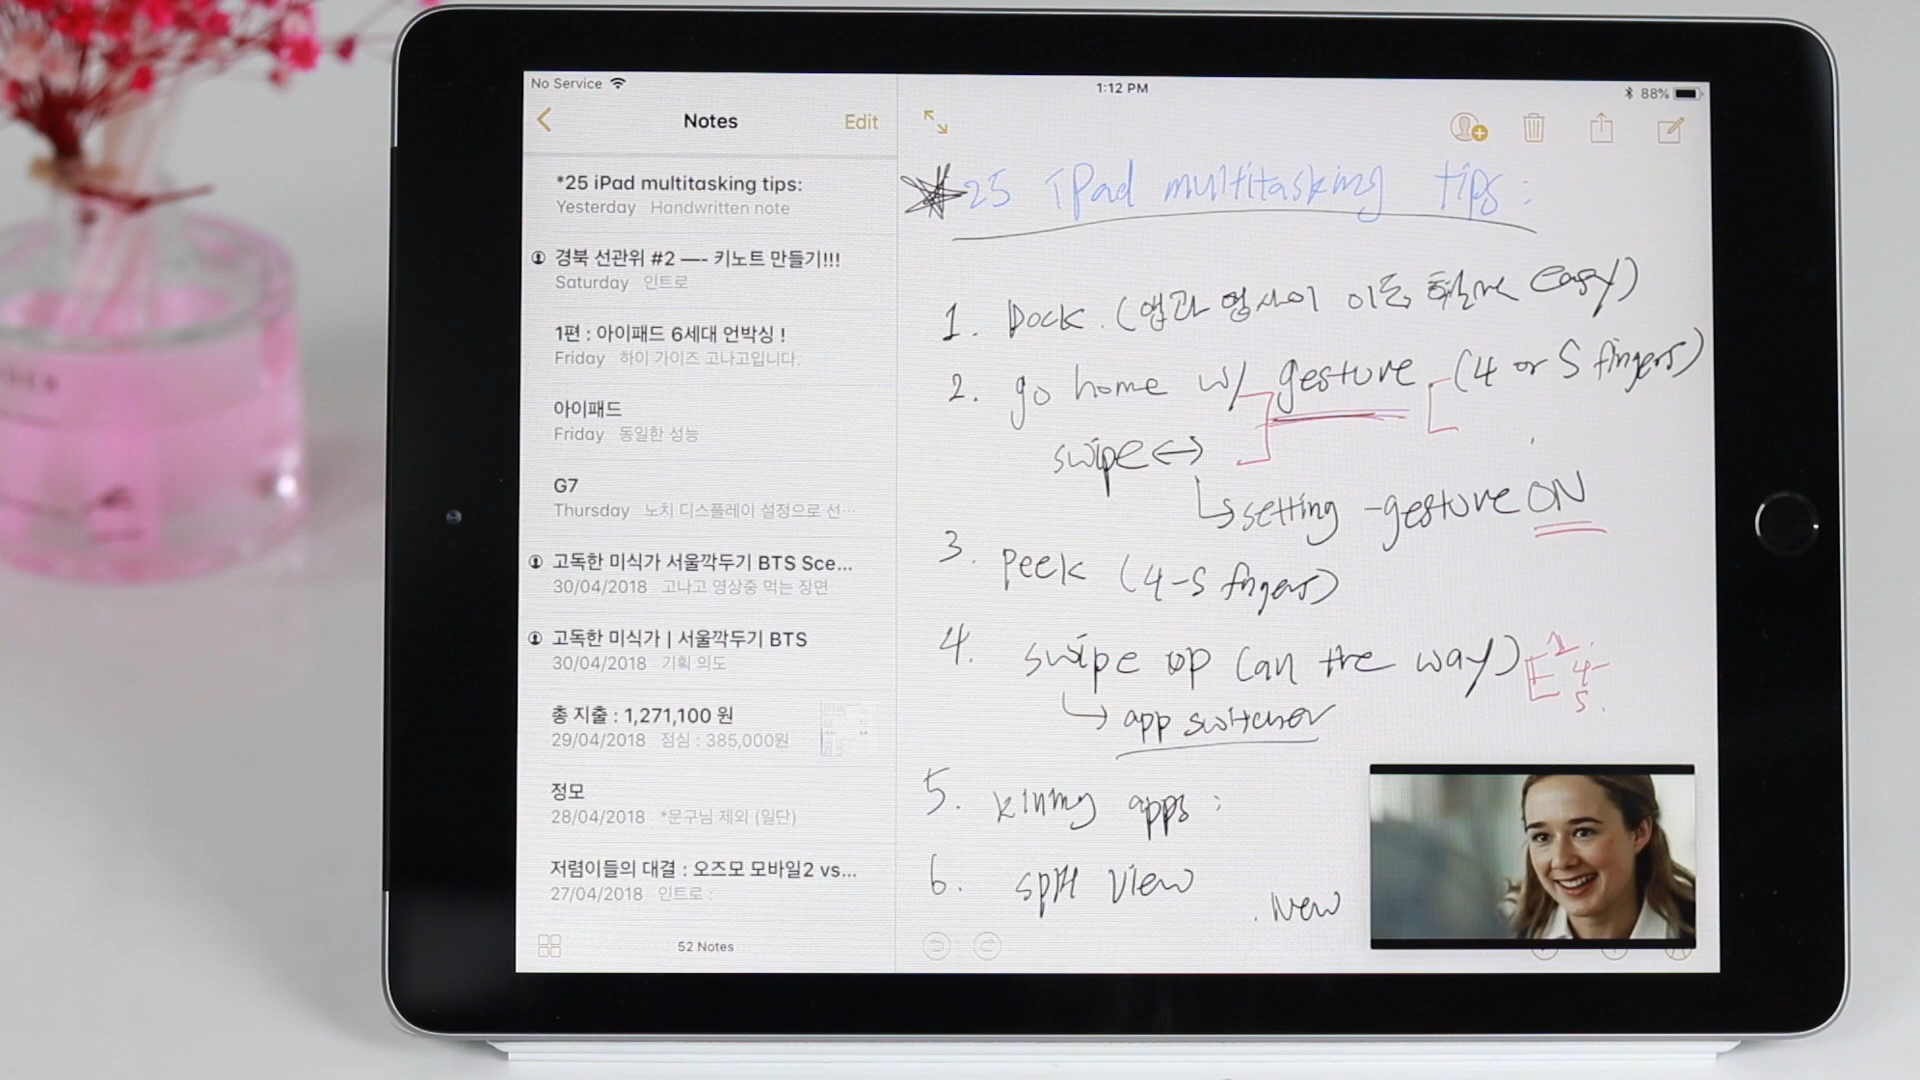 No Service
1:12 PM
88%
Notes
Edit
*25 iPad multitasking tips:
Yesterday Handwritten note
경북 선관위 #2 —- 키노트 만들기!!!
Saturday 인트로
1편 : 아이패드 6세대 언박싱 !
Friday 하이 가이즈 고나고입니다.
아이패드
Friday 동일한 성능
G7
Thursday 노치 디스플레이 설정으로 선…
고독한 미식가 서울깍두기 BTS Sce...
30/04/2018 고나고 영상중 먹는 장면
고독한 미식가 | 서울깍두기 BTS
30/04/2018 기획 의도
총 지출 : 1,271,100 원
29/04/2018 점심 : 385,000원
정모
28/04/2018 *문구님 제외 (일단)
저렴이들의 대결 : 오즈모 모바일2 vs...
27/04/2018 인트로 :
52 Notes
*25 iPad multitasking tips:
1. Dock. (앱과 앱사이 이동 easy)
2. go home w/ gesture (4 or 5 fingers)
swipe ↔
↳ setting - gesture ON
3. Peek (4-5 fingers)
4. swipe up (all the way) 4 5.
↳ app switcher
5. killing apps :
6. split view
. New